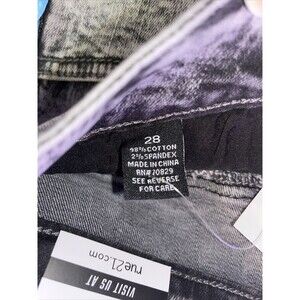 28
98%COTTON
2%SPANDEX
MADE IN CHINA
RN# 70829
SEE REVERSE
FOR CARE
rue21.com
VISIT US AT